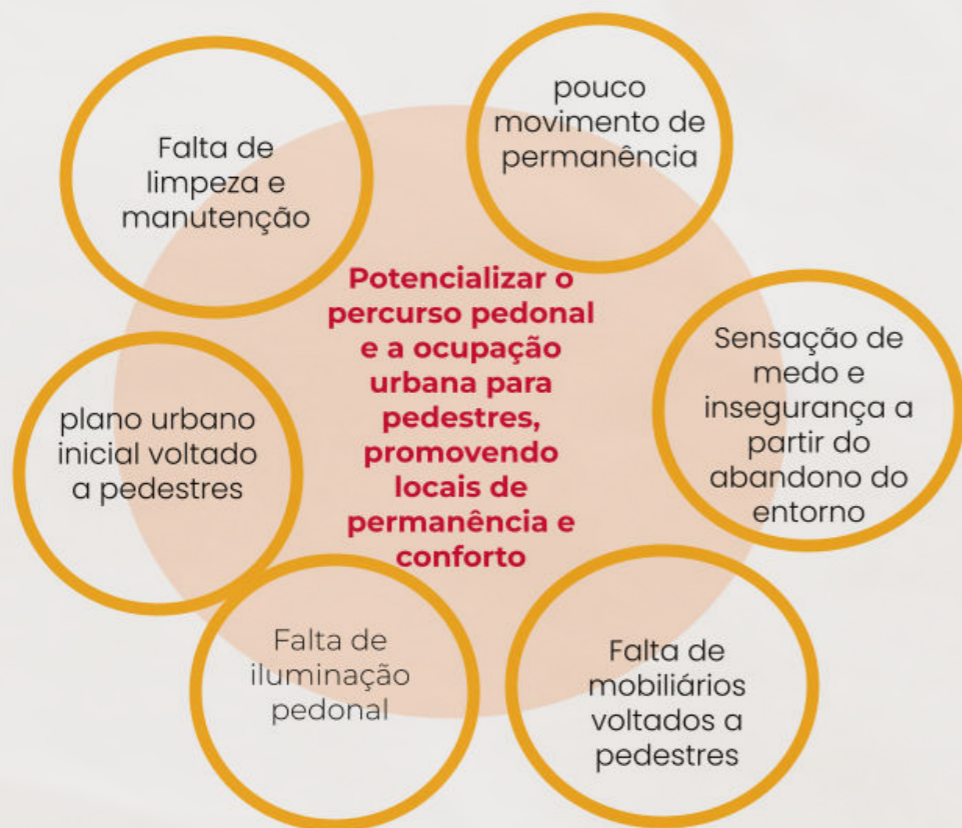 Falta de
limpeza e
manutenção
pouco
movimento de
permanência
Potencializar o
percurso pedonal
e a ocupação
urbana para
pedestres,
promovendo
locais de
permanência e
conforto
Sensação de
medo e
insegurança a
partir do
abandono do
entorno
plano urbano
inicial voltado
a pedestres
Falta de
iluminação
pedonal
Falta de
mobiliários
voltados a
pedestres